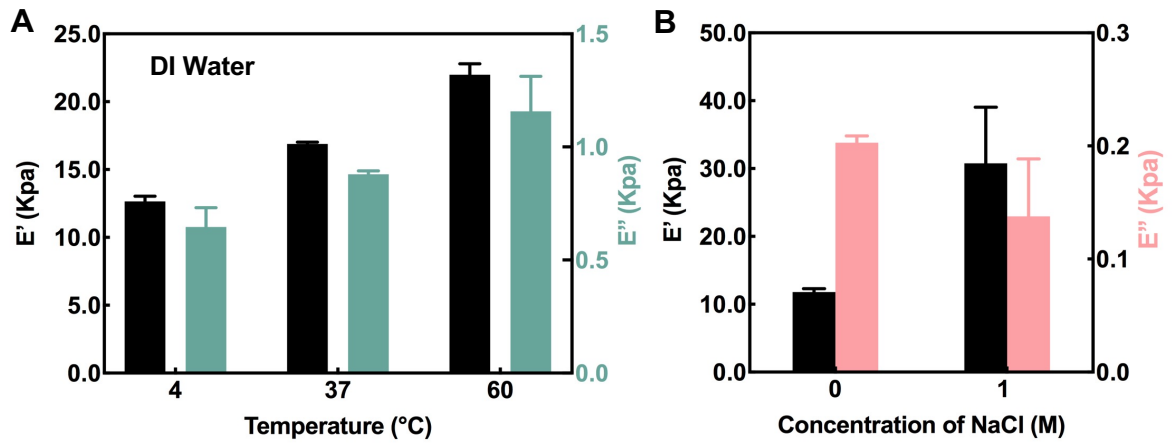 A
DI Water
E’ (Kpa)
25.0
20.0
15.0
10.0
5.0
0.0
1.5
1.0
0.5
0.0
E” (Kpa)
4 37 60
Temperature (°C)
B
E’ (Kpa)
50.0
40.0
30.0
20.0
10.0
0.0
0.3
0.2
0.1
0.0
E” (Kpa)
0 1
Concentration of NaCl (M)